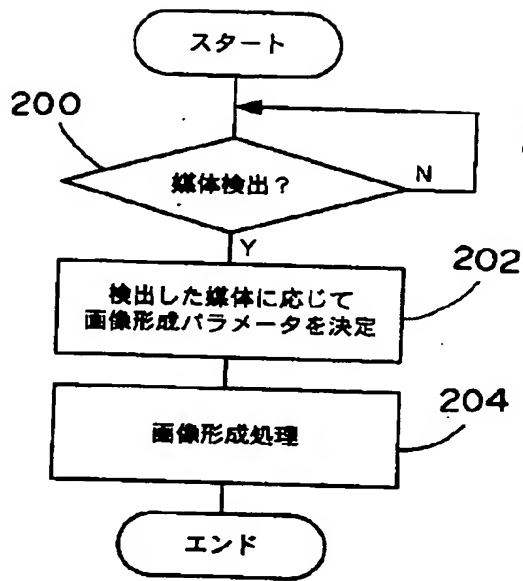 スタート
200
媒体検出?
N
Y
検出した媒体に応じて
画像形成パラメータを決定
202
画像形成処理
204
エンド